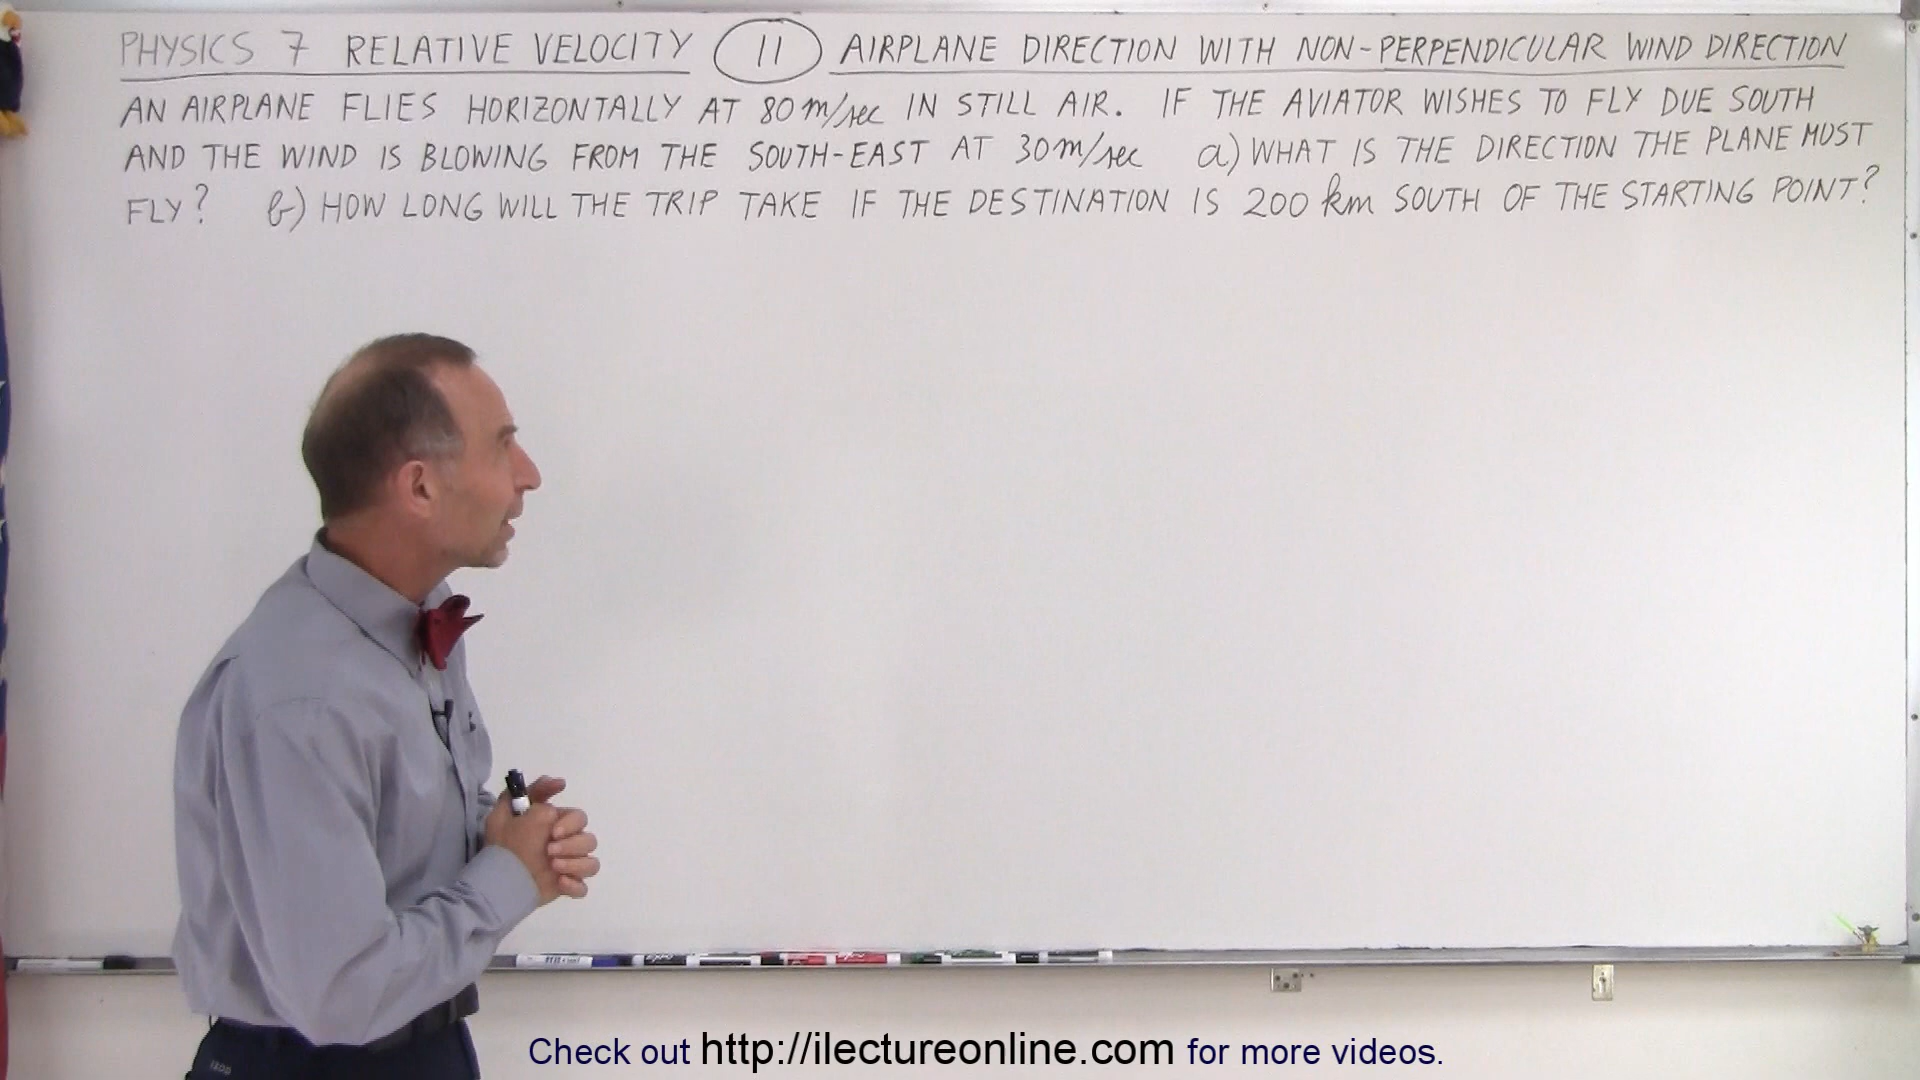 PHYSICS 7 RELATIVE VELOCITY 11 AIRPLANE DIRECTION WITH NON-PERPENDICULAR WIND DIRECTION
AN AIRPLANE FLIES HORIZONTALLY AT 80 m/sec IN STILL AIR. IF THE AVIATOR WISHES TO FLY DUE SOUTH
AND THE WIND IS BLOWING FROM THE SOUTH-EAST AT 30 m/sec a) WHAT IS THE DIRECTION THE PLANE MUST
FLY? b) HOW LONG WILL THE TRIP TAKE IF THE DESTINATION IS 200 km SOUTH OF THE STARTING POINT?
IZOD
Check out http://ilectureonline.com for more videos.